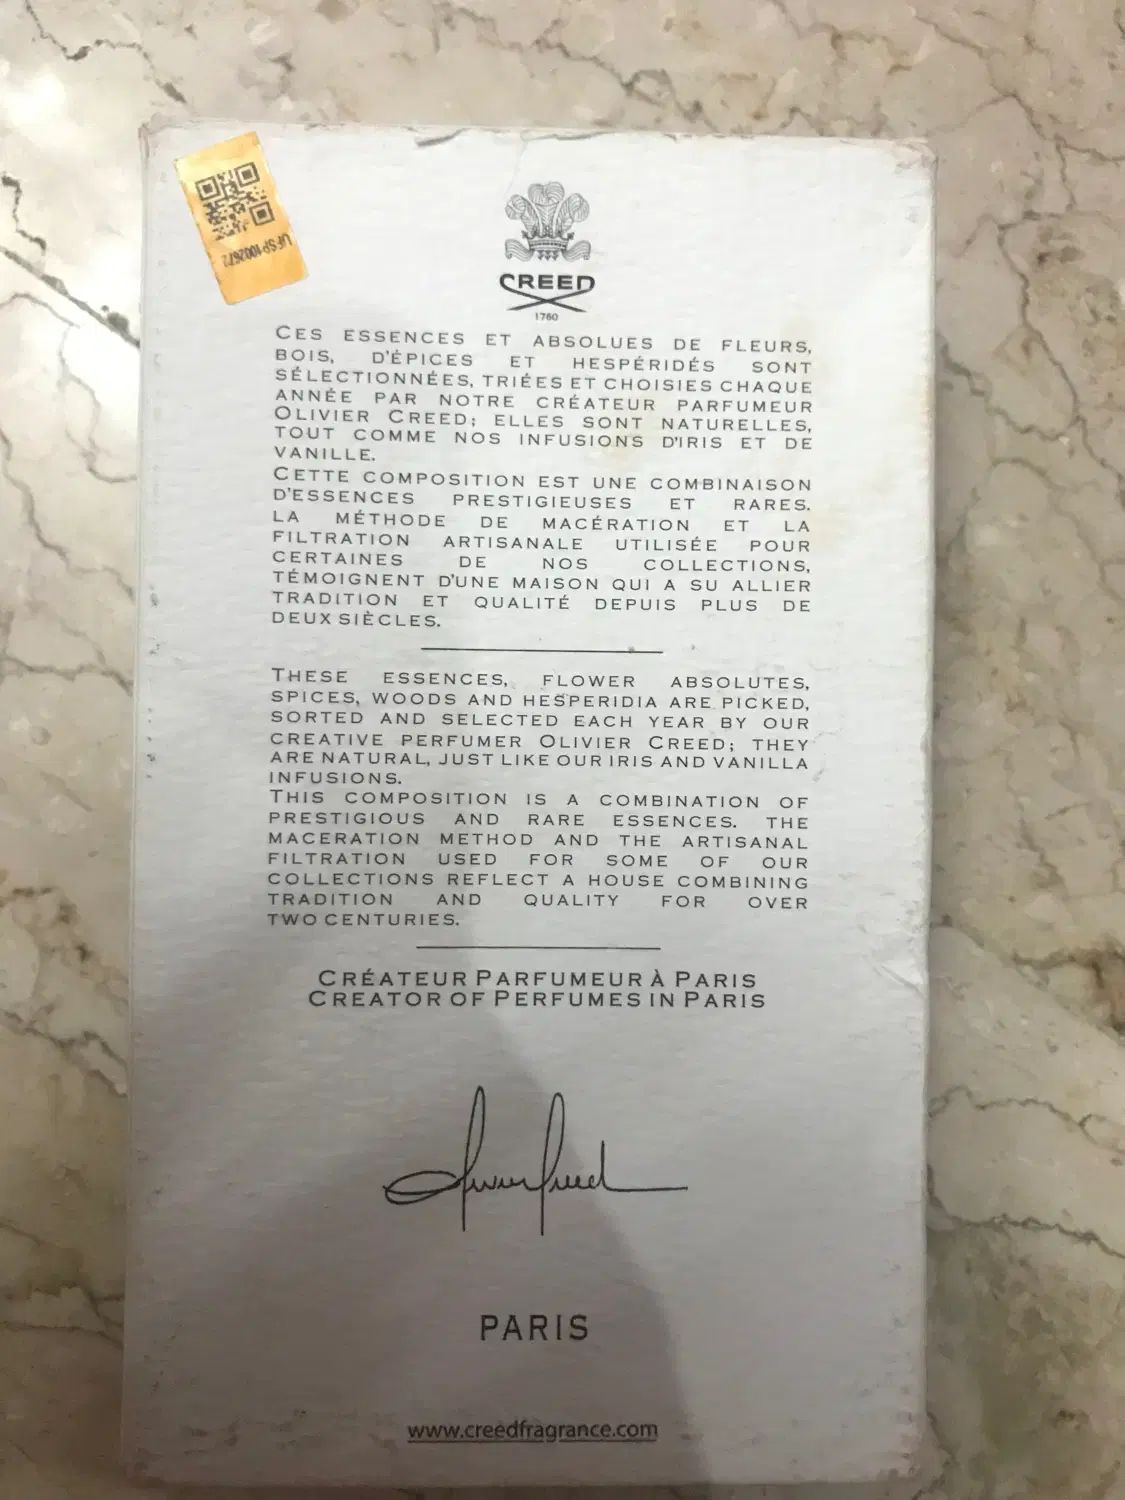 UFSP1002672
CREED
1760
CES ESSENCES ET ABSOLUES DE FLEURS,
BOIS, D'ÉPICES ET HESPÉRIDÉS SONT
SÉLECTIONNÉES, TRIÉES ET CHOISIES CHAQUE
ANNÉE PAR NOTRE CRÉATEUR PARFUMEUR
OLIVIER CREED; ELLES SONT NATURELLES,
TOUT COMME NOS INFUSIONS D'IRIS ET DE
VANILLE.
CETTE COMPOSITION EST UNE COMBINAISON
D'ESSENCES PRESTIGIEUSES ET RARES.
LA MÉTHODE DE MACÉRATION ET LA
FILTRATION ARTISANALE UTILISÉE POUR
CERTAINES DE NOS COLLECTIONS,
TÉMOIGNENT D'UNE MAISON QUI A SU ALLIER
TRADITION ET QUALITÉ DEPUIS PLUS DE
DEUX SIÈCLES.
THESE ESSENCES, FLOWER ABSOLUTES,
SPICES, WOODS AND HESPERIDIA ARE PICKED,
SORTED AND SELECTED EACH YEAR BY OUR
CREATIVE PERFUMER OLIVIER CREED; THEY
ARE NATURAL, JUST LIKE OUR IRIS AND VANILLA
INFUSIONS.
THIS COMPOSITION IS A COMBINATION OF
PRESTIGIOUS AND RARE ESSENCES. THE
MACERATION METHOD AND THE ARTISANAL
FILTRATION USED FOR SOME OF OUR
COLLECTIONS REFLECT A HOUSE COMBINING
TRADITION AND QUALITY FOR OVER
TWO CENTURIES.
CRÉATEUR PARFUMEUR À PARIS
CREATOR OF PERFUMES IN PARIS
Olivier Creed
PARIS
www.creedfragrance.com